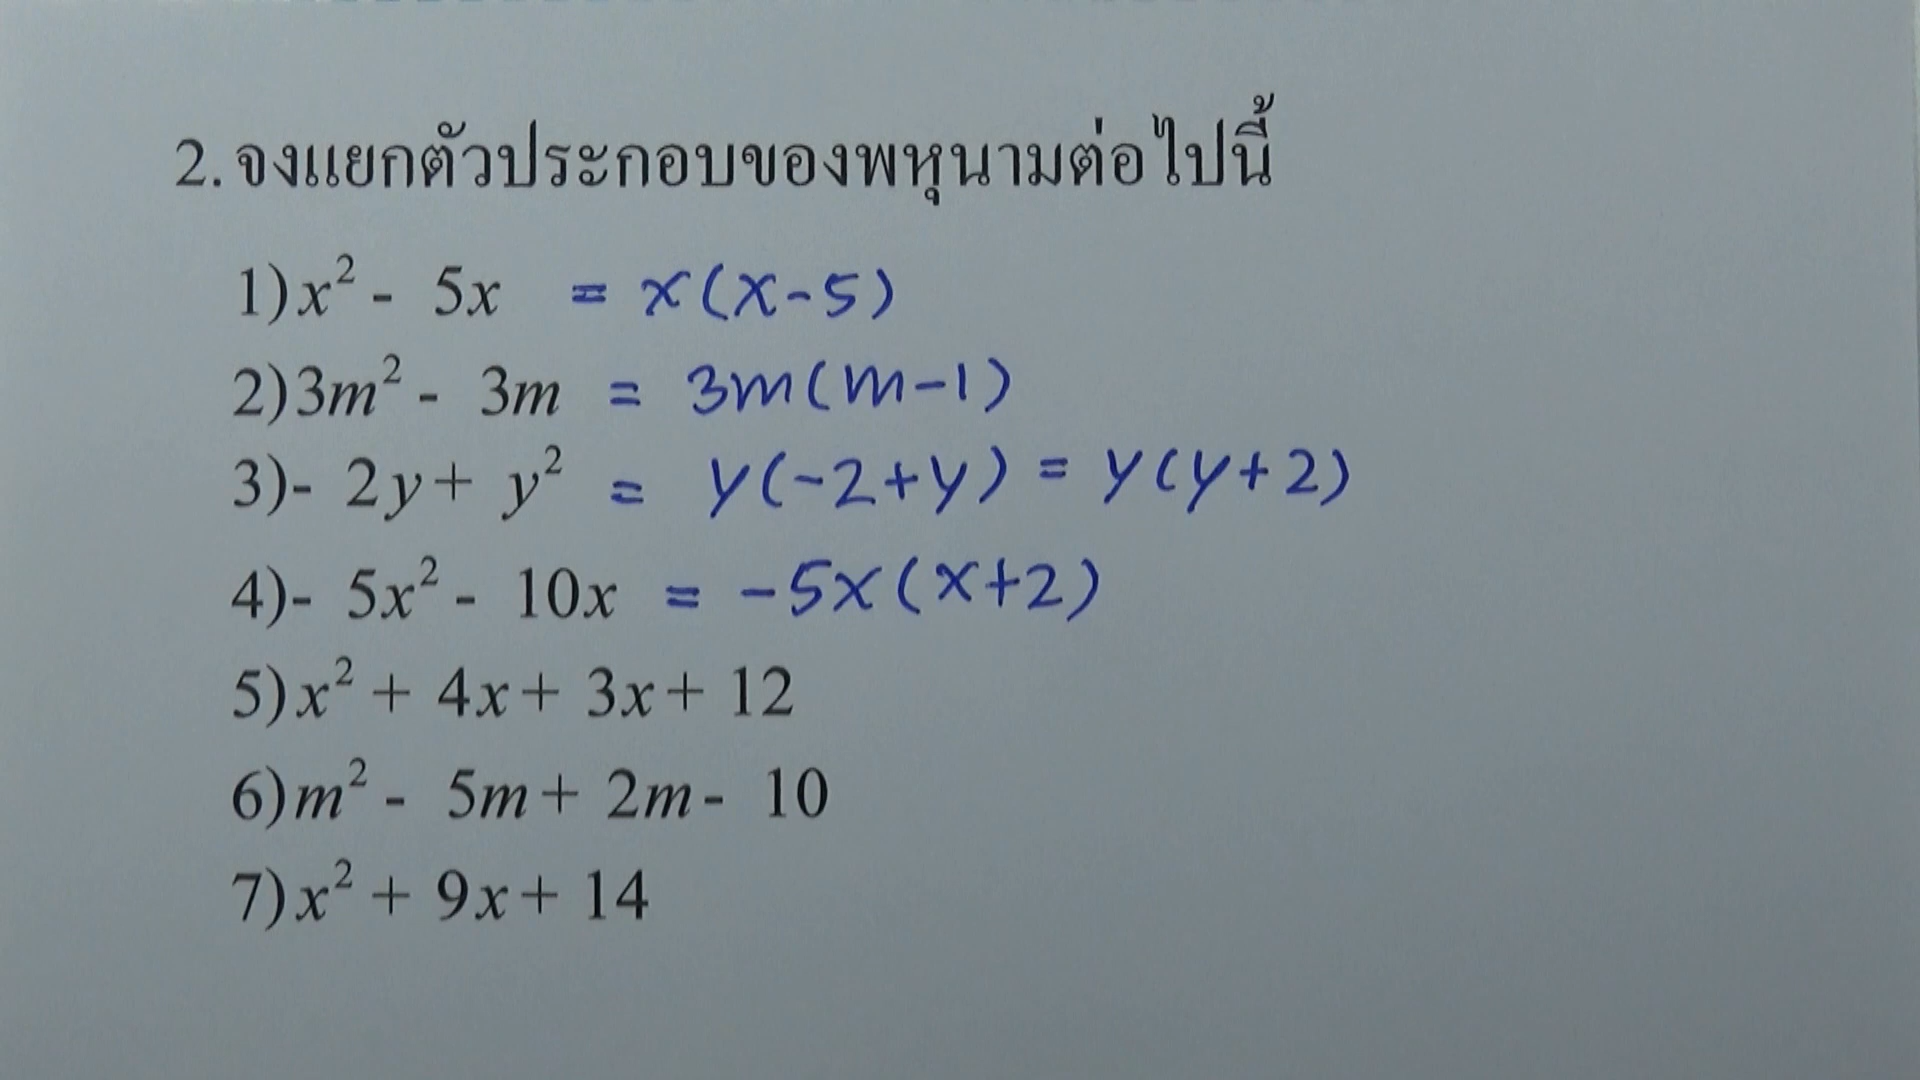 2. จงแยกตัวประกอบของพหุนามต่อไปนี้
1) x² - 5x = x(x-5)
2) 3m² - 3m = 3m(m-1)
3) - 2y + y² = y(-2+y) = y(y+2)
4) - 5x² - 10x = -5x(x+2)
5) x² + 4x + 3x + 12
6) m² - 5m + 2m - 10
7) x² + 9x + 14